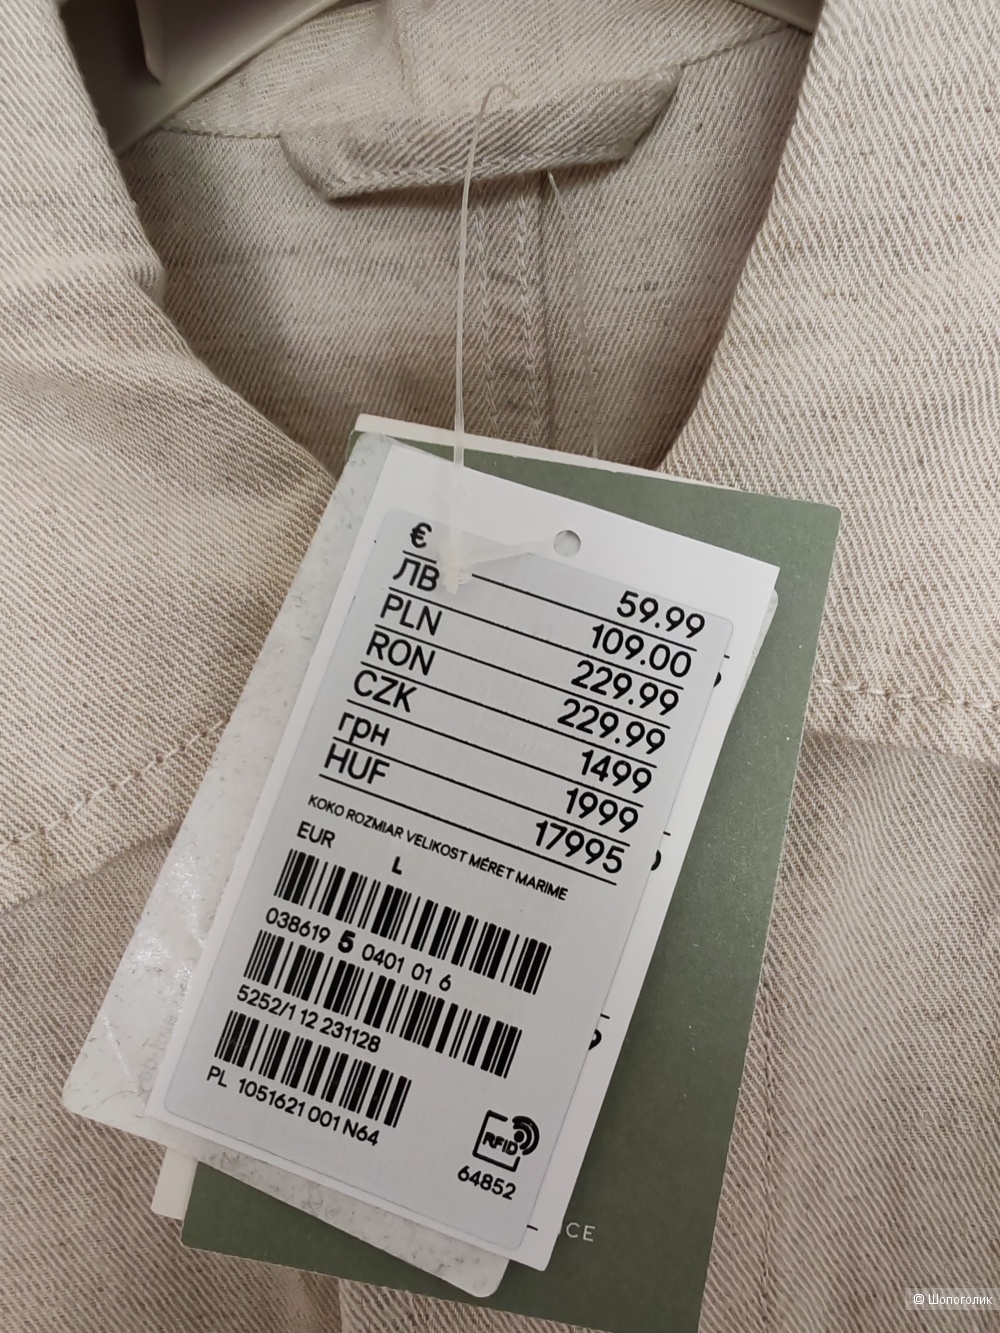 € 59.99
ЛВ 109.00
PLN 229.99
RON 229.99
CZK 1499
грн 1999
HUF 17995
KOKO ROZMIAR VELIKOST MÉRET MARIME
EUR L
038619 5 0401 01 6
5252/1 12 231128
PL 1051621 001 N64
RFID
64852
CE
© Шопоголик